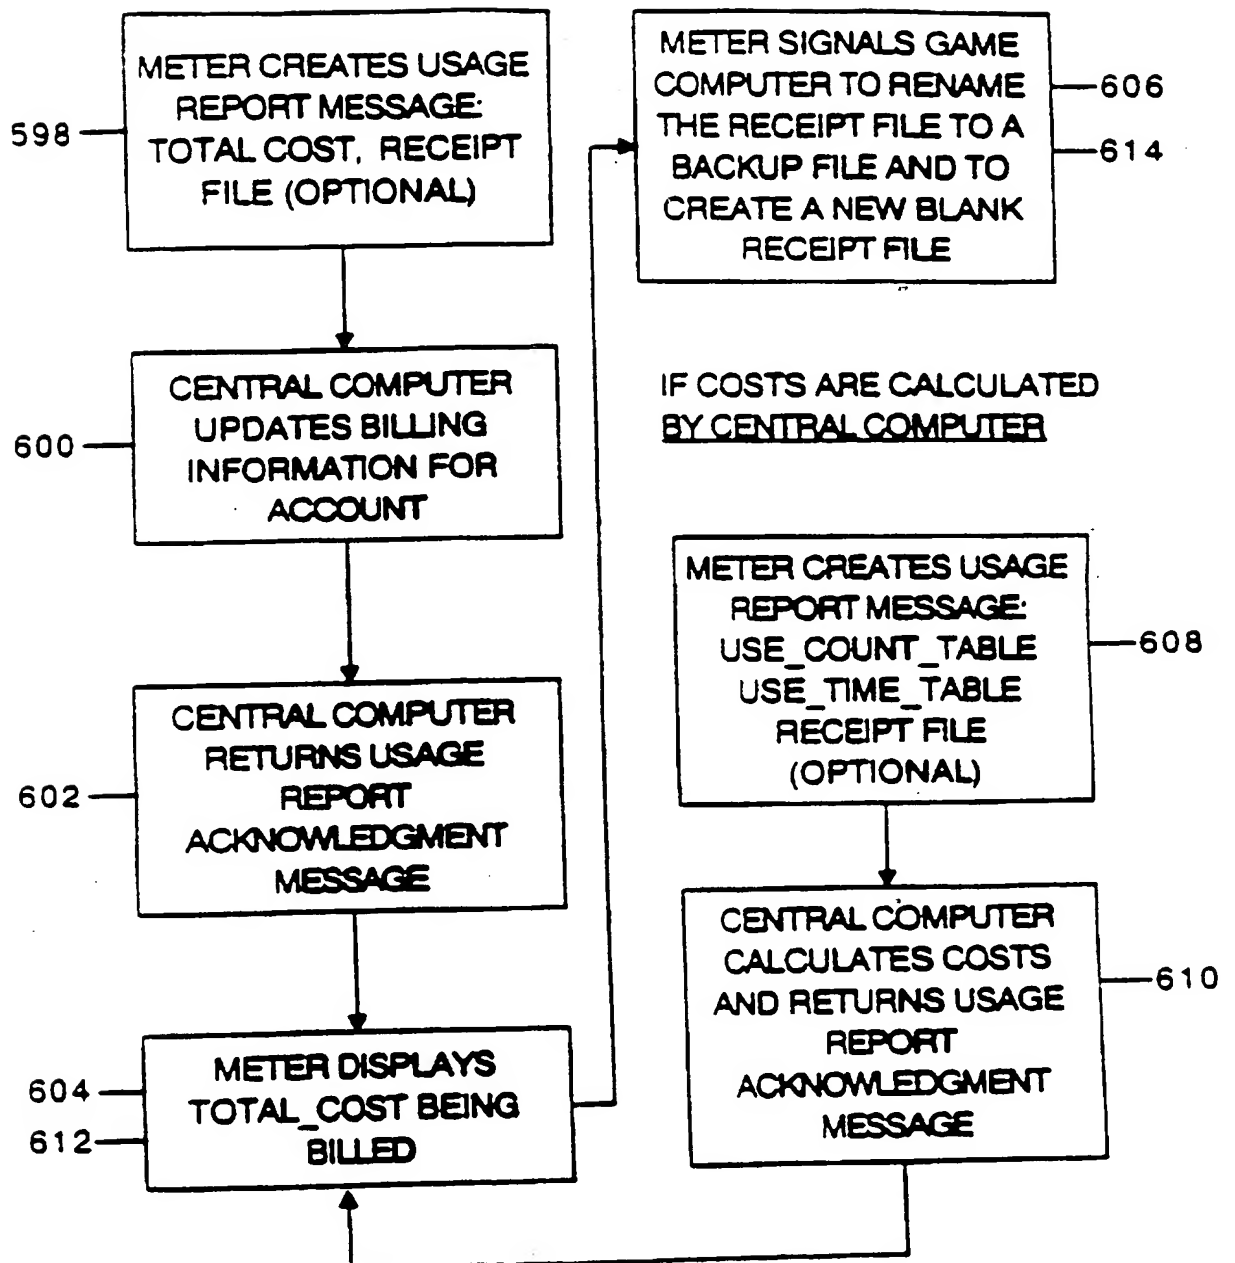 METER CREATES USAGE
REPORT MESSAGE:
TOTAL COST, RECEIPT
FILE (OPTIONAL)
598
CENTRAL COMPUTER
UPDATES BILLING
INFORMATION FOR
ACCOUNT
600
CENTRAL COMPUTER
RETURNS USAGE
REPORT
ACKNOWLEDGMENT
MESSAGE
602
METER DISPLAYS
TOTAL_COST BEING
BILLED
604
612
METER SIGNALS GAME
COMPUTER TO RENAME
THE RECEIPT FILE TO A
BACKUP FILE AND TO
CREATE A NEW BLANK
RECEIPT FILE
606
614
IF COSTS ARE CALCULATED
BY CENTRAL COMPUTER
METER CREATES USAGE
REPORT MESSAGE:
USE_COUNT_TABLE
USE_TIME_TABLE
RECEIPT FILE
(OPTIONAL)
608
CENTRAL COMPUTER
CALCULATES COSTS
AND RETURNS USAGE
REPORT
ACKNOWLEDGMENT
MESSAGE
610